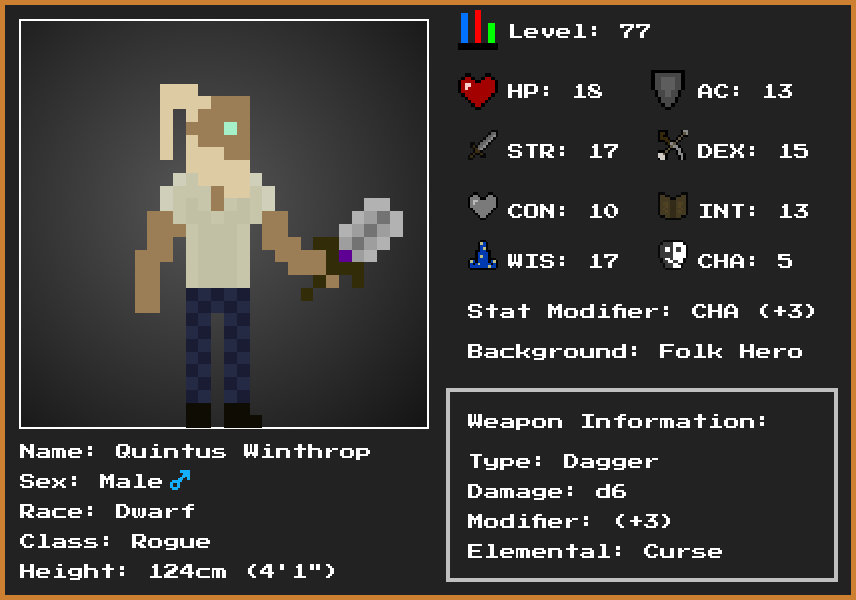 Level: 77
HP: 18
AC: 13
STR: 17
DEX: 15
CON: 10
INT: 13
WIS: 17
CHA: 5
Stat Modifier: CHA (+3)
Background: Folk Hero
Weapon Information:
Type: Dagger
Damage: d6
Modifier: (+3)
Elemental: Curse
Name: Quintus Winthrop
Sex: Male♂
Race: Dwarf
Class: Rogue
Height: 124cm (4'1")